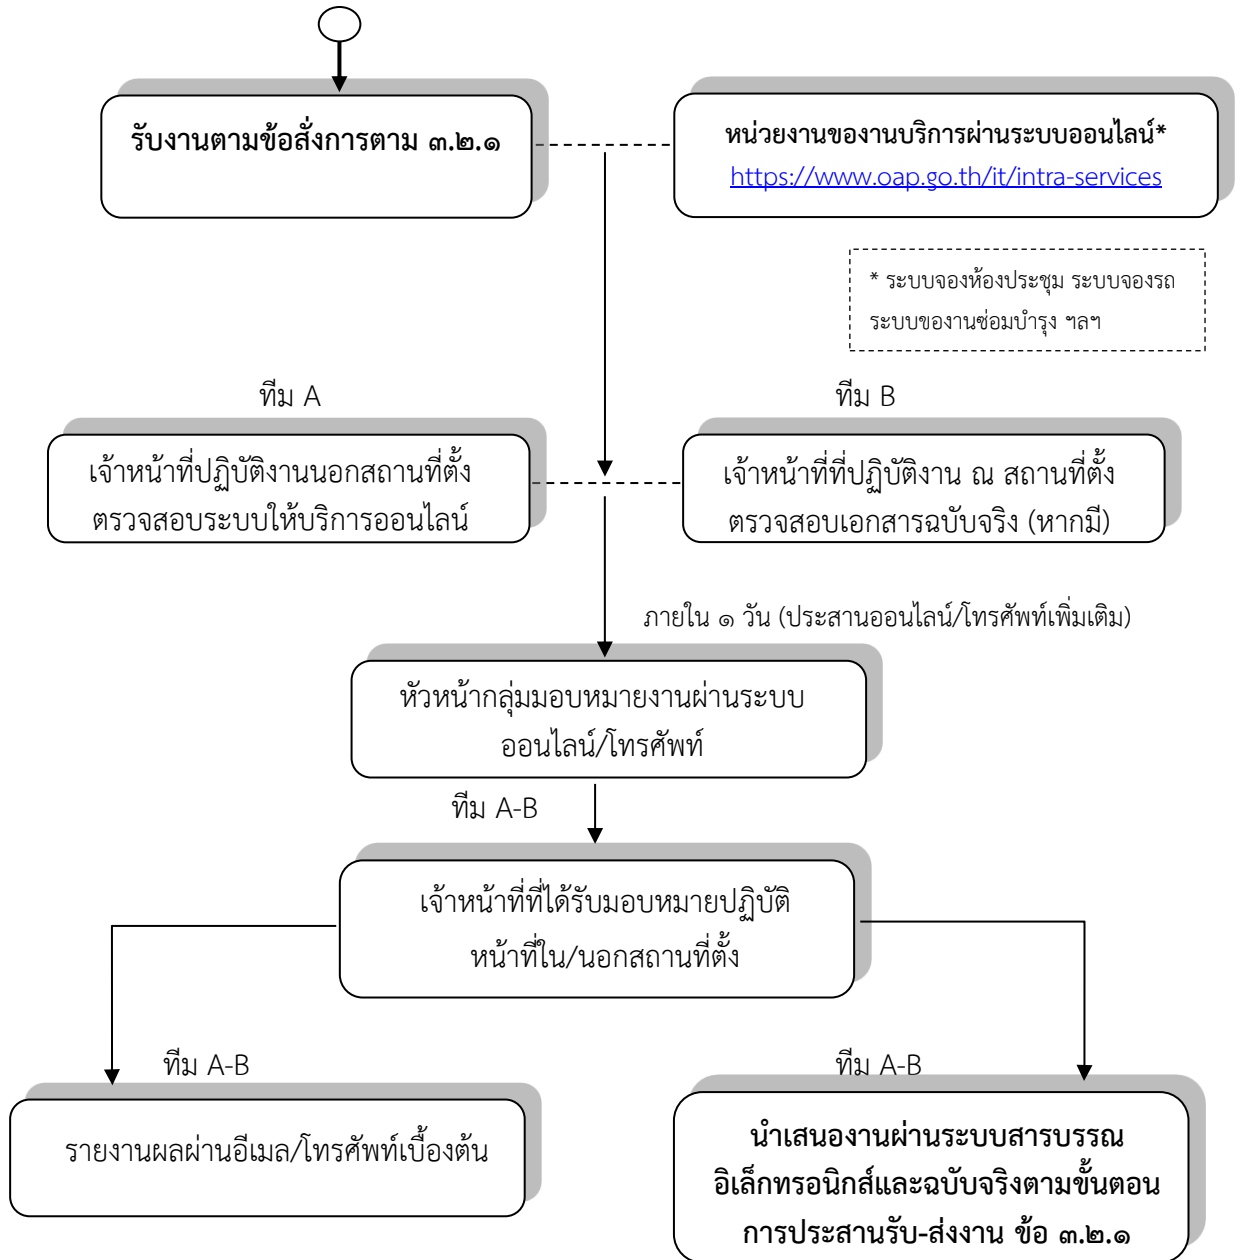 รับงานตามข้อสั่งการตาม ๓.๒.๑
หน่วยงานของานบริการผ่านระบบออนไลน์*
https://www.oap.go.th/it/intra-services
* ระบบจองห้องประชุม ระบบจองรถ
ระบบของานซ่อมบำรุง ฯลฯ
ทีม A
ทีม B
เจ้าหน้าที่ปฏิบัติงานนอกสถานที่ตั้ง
ตรวจสอบระบบให้บริการออนไลน์
เจ้าหน้าที่ที่ปฏิบัติงาน ณ สถานที่ตั้ง
ตรวจสอบเอกสารฉบับจริง (หากมี)
ภายใน ๑ วัน (ประสานออนไลน์/โทรศัพท์เพิ่มเติม)
หัวหน้ากลุ่มมอบหมายงานผ่านระบบ
ออนไลน์/โทรศัพท์
ทีม A-B
เจ้าหน้าที่ที่ได้รับมอบหมายปฏิบัติ
หน้าที่ใน/นอกสถานที่ตั้ง
ทีม A-B
ทีม A-B
รายงานผลผ่านอีเมล/โทรศัพท์เบื้องต้น
นำเสนองานผ่านระบบสารบรรณ
อิเล็กทรอนิกส์และฉบับจริงตามขั้นตอน
การประสานรับ-ส่งงาน ข้อ ๓.๒.๑